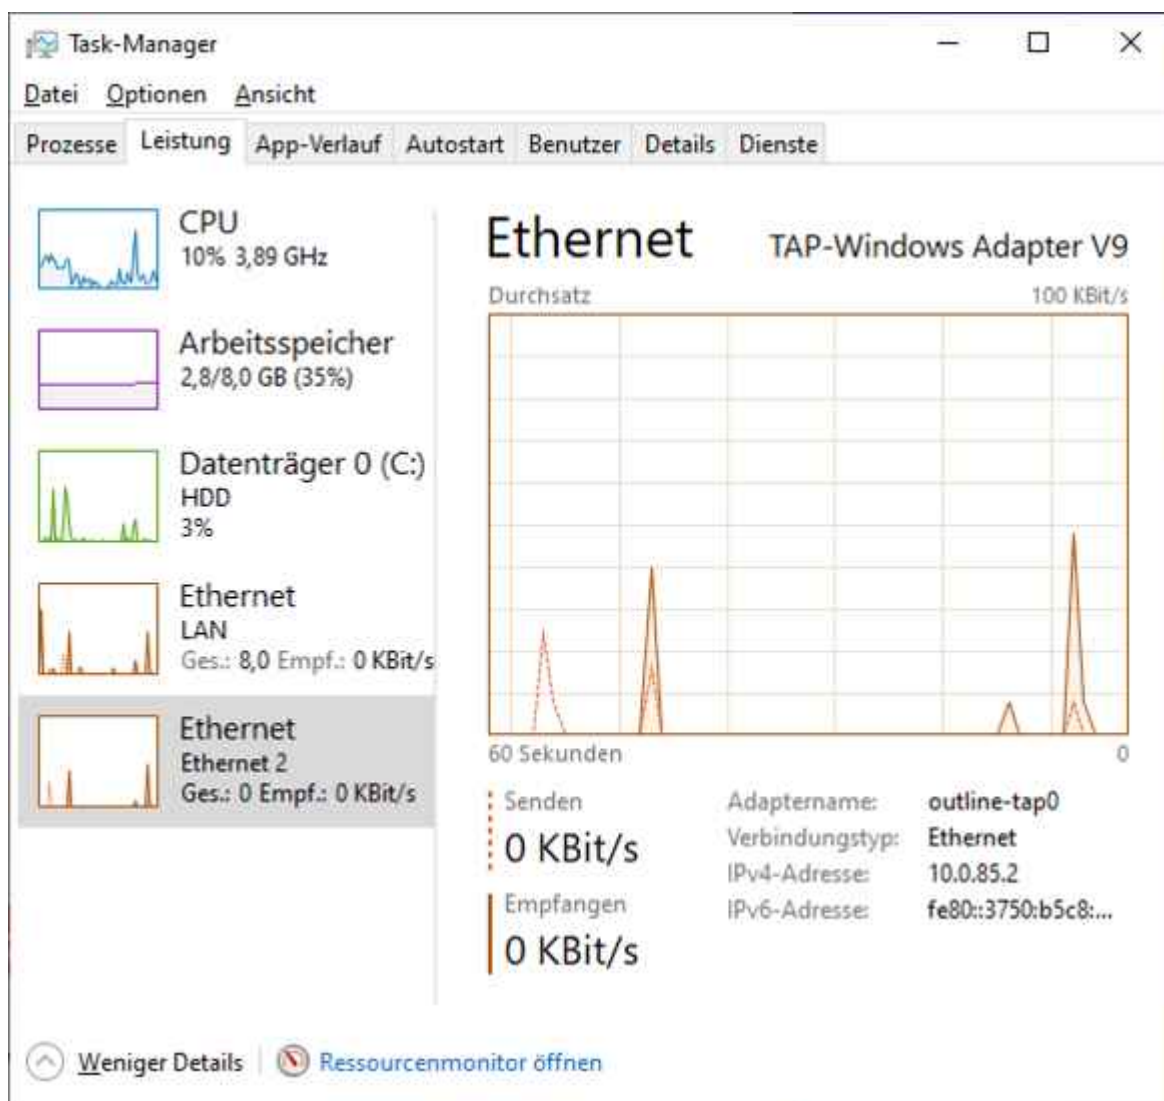 Task-Manager
Datei Optionen Ansicht
Prozesse Leistung App-Verlauf Autostart Benutzer Details Dienste
CPU
10% 3,89 GHz
Arbeitsspeicher
2,8/8,0 GB (35%)
Datenträger 0 (C:)
HDD
3%
Ethernet
LAN
Ges.: 8,0 Empf.: 0 KBit/s
Ethernet
Ethernet 2
Ges.: 0 Empf.: 0 KBit/s
Ethernet TAP-Windows Adapter V9
Durchsatz 100 KBit/s
60 Sekunden 0
Senden
0 KBit/s
Empfangen
0 KBit/s
Adaptername: outline-tap0
Verbindungstyp: Ethernet
IPv4-Adresse: 10.0.85.2
IPv6-Adresse: fe80::3750:b5c8:...
Weniger Details Ressourcenmonitor öffnen